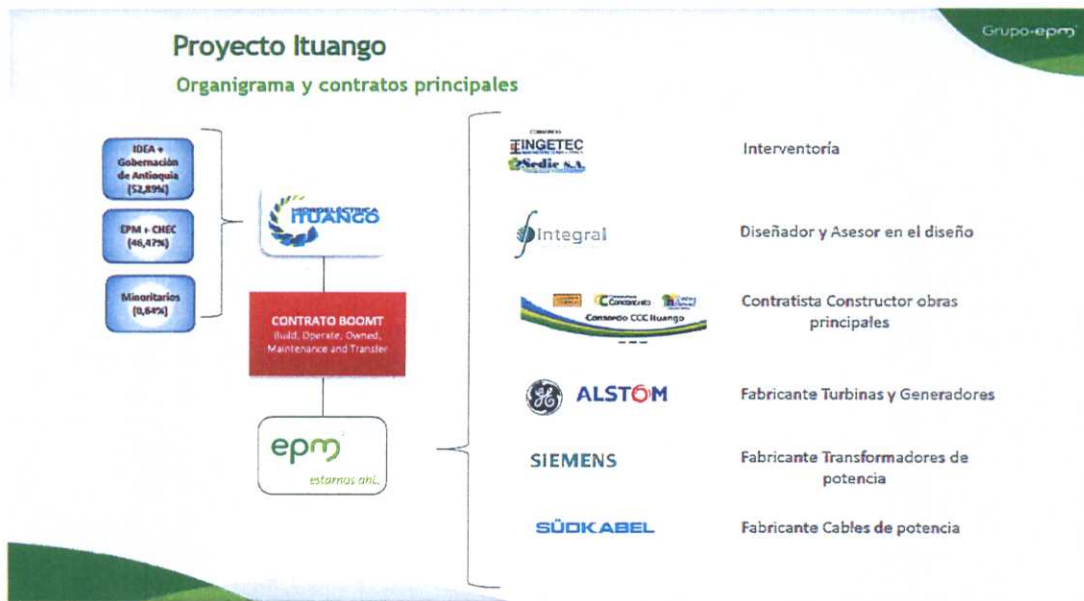 Grupo-epm
Proyecto Ituango
Organigrama y contratos principales
IDEA +
Gobernación
de Antioquia
(52,89%)
EPM + CHEC
(46,47%)
Minoritarios
(0,64%)
HIDROELÉCTRICA
ITUANGO
CONTRATO BOOMT
Build, Operate, Owned,
Maintenance and Transfer
epm
estamos ahí.
INGETEC
Sedic S.A.
Interventoría
Integral
Diseñador y Asesor en el diseño
Consorcio CCC Ituango
Contratista Constructor obras
principales
GE ALSTOM
Fabricante Turbinas y Generadores
SIEMENS
Fabricante Transformadores de
potencia
SÜDKABEL
Fabricante Cables de potencia